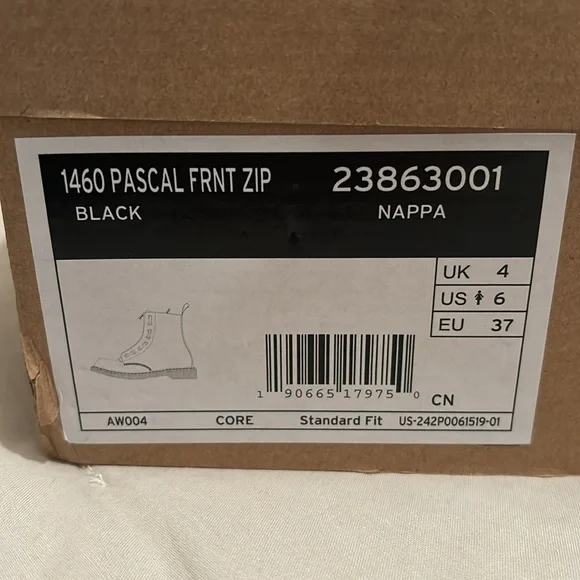 1460 PASCAL FRNT ZIP 23863001
BLACK NAPPA
UK 4
US 6
EU 37
1 90665 17975 0
CN
AW004 CORE Standard Fit US-242P0061519-01